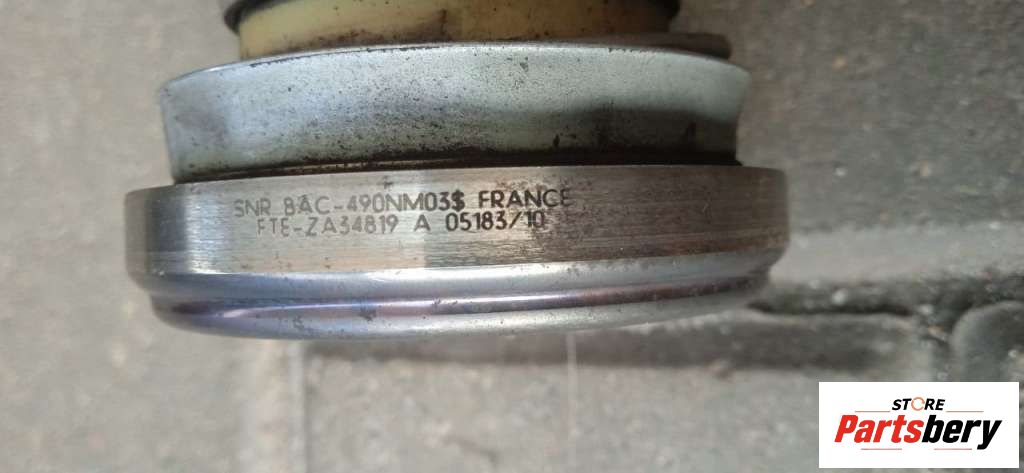 SNR BAC-490NM03$ FRANCE
FTE-ZA34819 A 05183/10
STORE
Partsbery